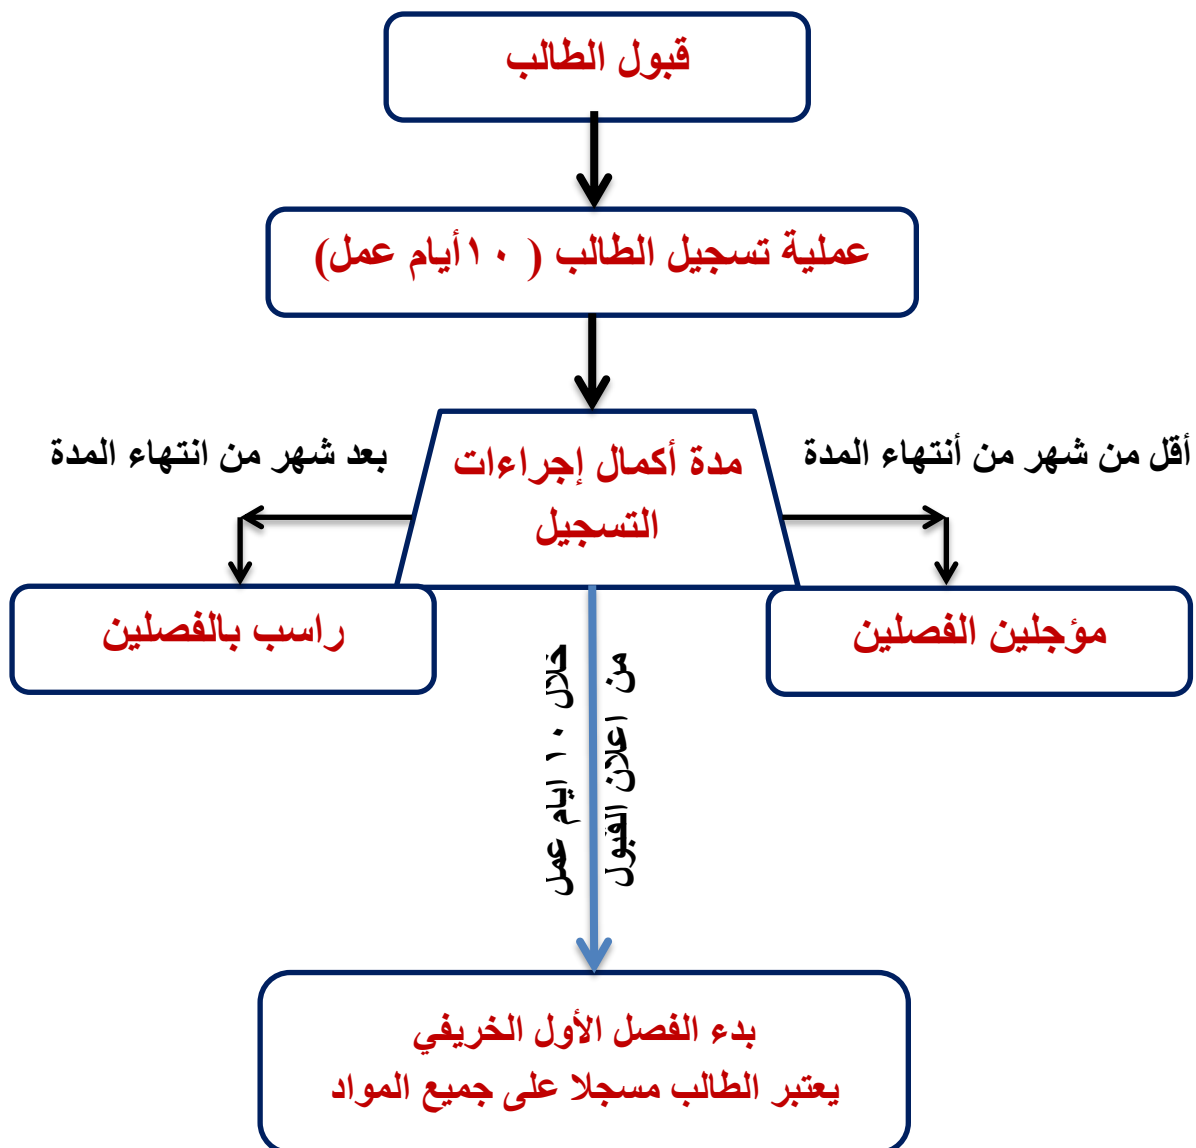 قبول الطالب
عملية تسجيل الطالب ( ١٠أيام عمل)
أقل من شهر من أنتهاء المدة
مدة أكمال إجراءات
التسجيل
بعد شهر من انتهاء المدة
مؤجلين الفصلين
راسب بالفصلين
خلال ١٠ ايام عمل
من اعلان القبول
بدء الفصل الأول الخريفي
يعتبر الطالب مسجلا على جميع المواد